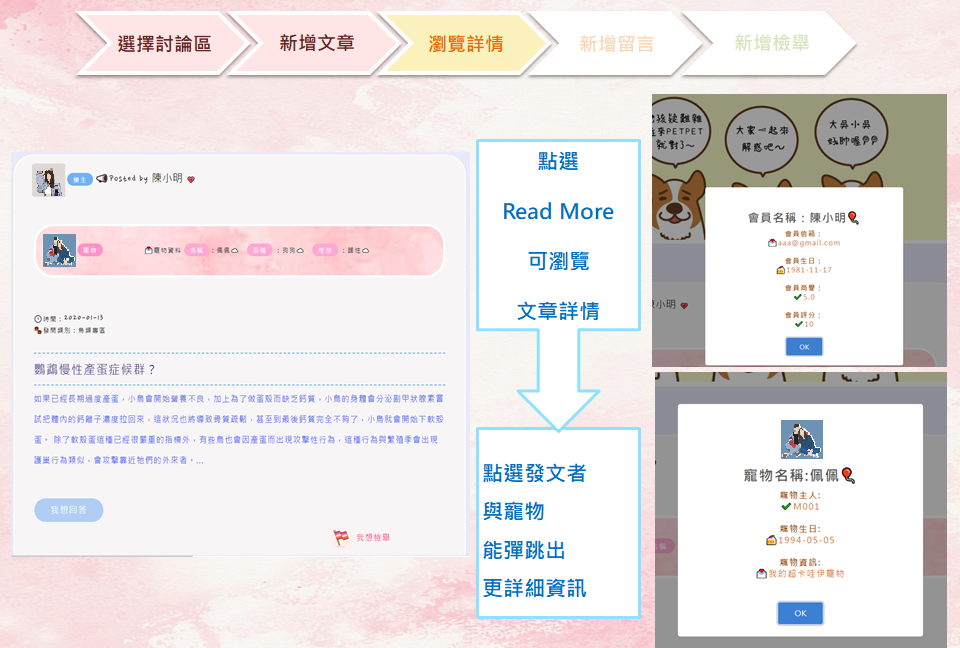 選擇討論區
新增文章
瀏覽詳情
新增留言
新增檢舉
樓主
Posted by 陳小明
寵物
寵物資料 名稱 :佩佩 品種 :狗狗 性別 :雄性
時間 : 2020-01-13
發問類別 : 鳥類專區
鸚鵡慢性產蛋症候群？
如果已經長期過度產蛋，小鳥會開始營養不良，加上為了做蛋殼而缺乏鈣質，小鳥的身體會分泌副甲狀腺素嘗
試把體內的鈣離子濃度拉回來，這狀況也將導致骨質疏鬆，甚至到最後鈣質完全不夠了，小鳥就會開始下軟殼
蛋。 除了軟殼蛋這種已經很嚴重的指標外，有些鳥也會因產蛋而出現攻擊性行為，這種行為與繁殖季會出現
護巢行為類似，會攻擊靠近牠們的外來者。...
我想回答
我想檢舉
點選
Read More
可瀏覽
文章詳情
點選發文者
與寵物
能彈跳出
更詳細資訊
疑難雜
來PETPET
就對了~
大家一起來
解惑吧~
大吳小吳
小明
會員名稱 : 陳小明
會員信箱 :
aaa@gmail.com
會員生日 :
1981-11-17
會員商譽 :
5.0
會員評分 :
10
OK
寵物名稱:佩佩
寵物主人:
M001
寵物生日:
1994-05-05
寵物資訊:
我的超卡哇伊寵物
OK